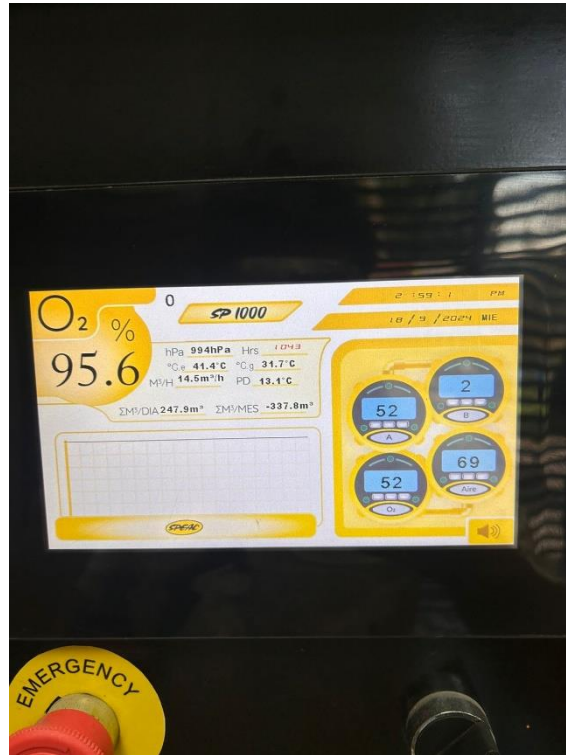 O2 %
95.6
0
SP 1000
2 : 59 : 1 PM
18 / 9 / 2024 MIE
hPa 994hPa Hrs 1043
°C.e 41.4°C °C.g 31.7°C
M³/H 14.5m³/h PD 13.1°C
ΣM³/DIA 247.9m³ ΣM³/MES -337.8m³
52
A
2
B
52
O₂
69
Aire
SPEAC
EMERGENCY